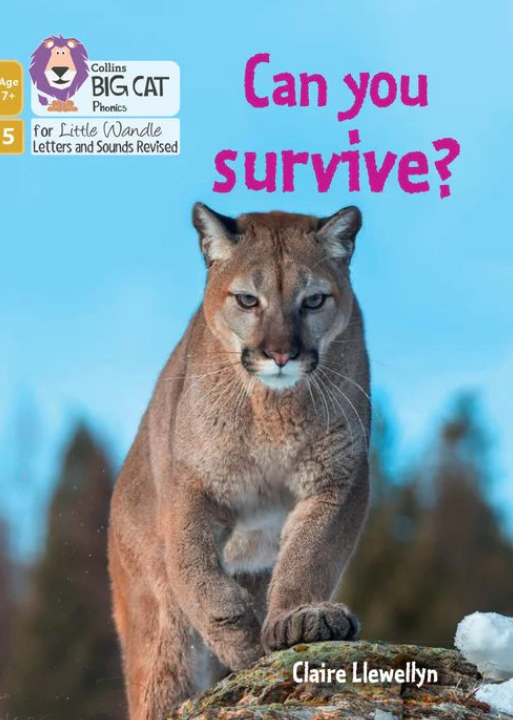 Age
7+
5
Collins
BIG CAT
Phonics
for Little Wandle
Letters and Sounds Revised
Can you
survive?
Claire Llewellyn